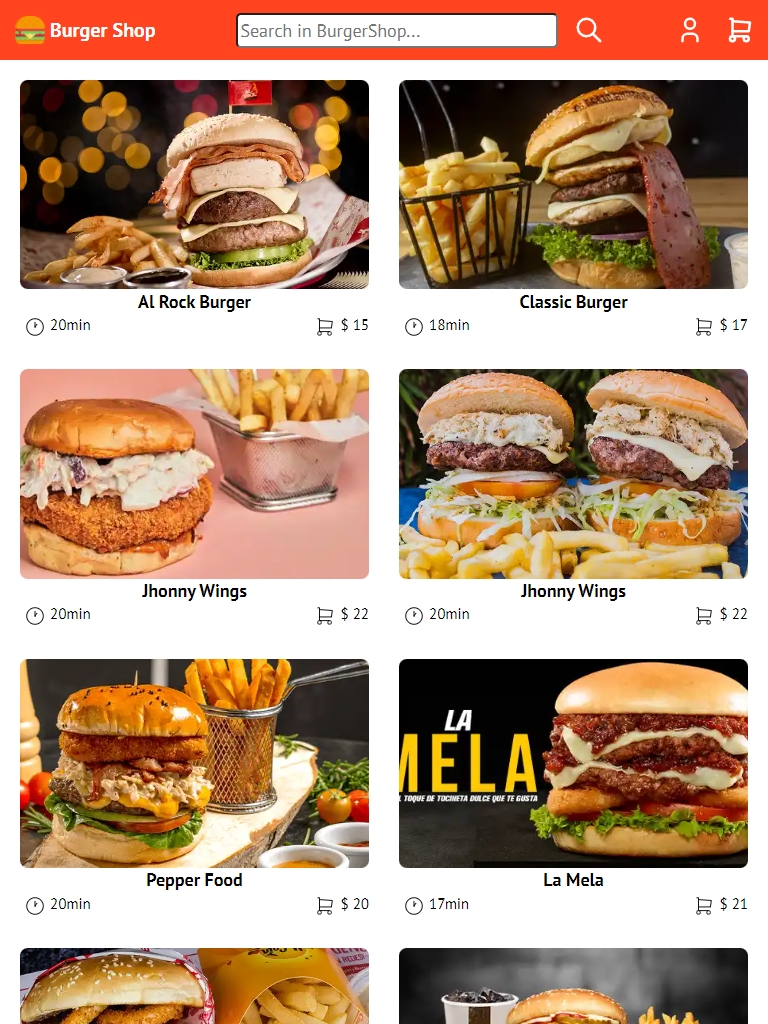 Burger Shop
Search in BurgerShop...
Al Rock Burger
20min
$ 15
Classic Burger
18min
$ 17
Jhonny Wings
20min
$ 22
Jhonny Wings
20min
$ 22
Pepper Food
20min
$ 20
LA
MELA
TOQUE DE TOCINETA DULCE QUE TE GUSTA
La Mela
17min
$ 21